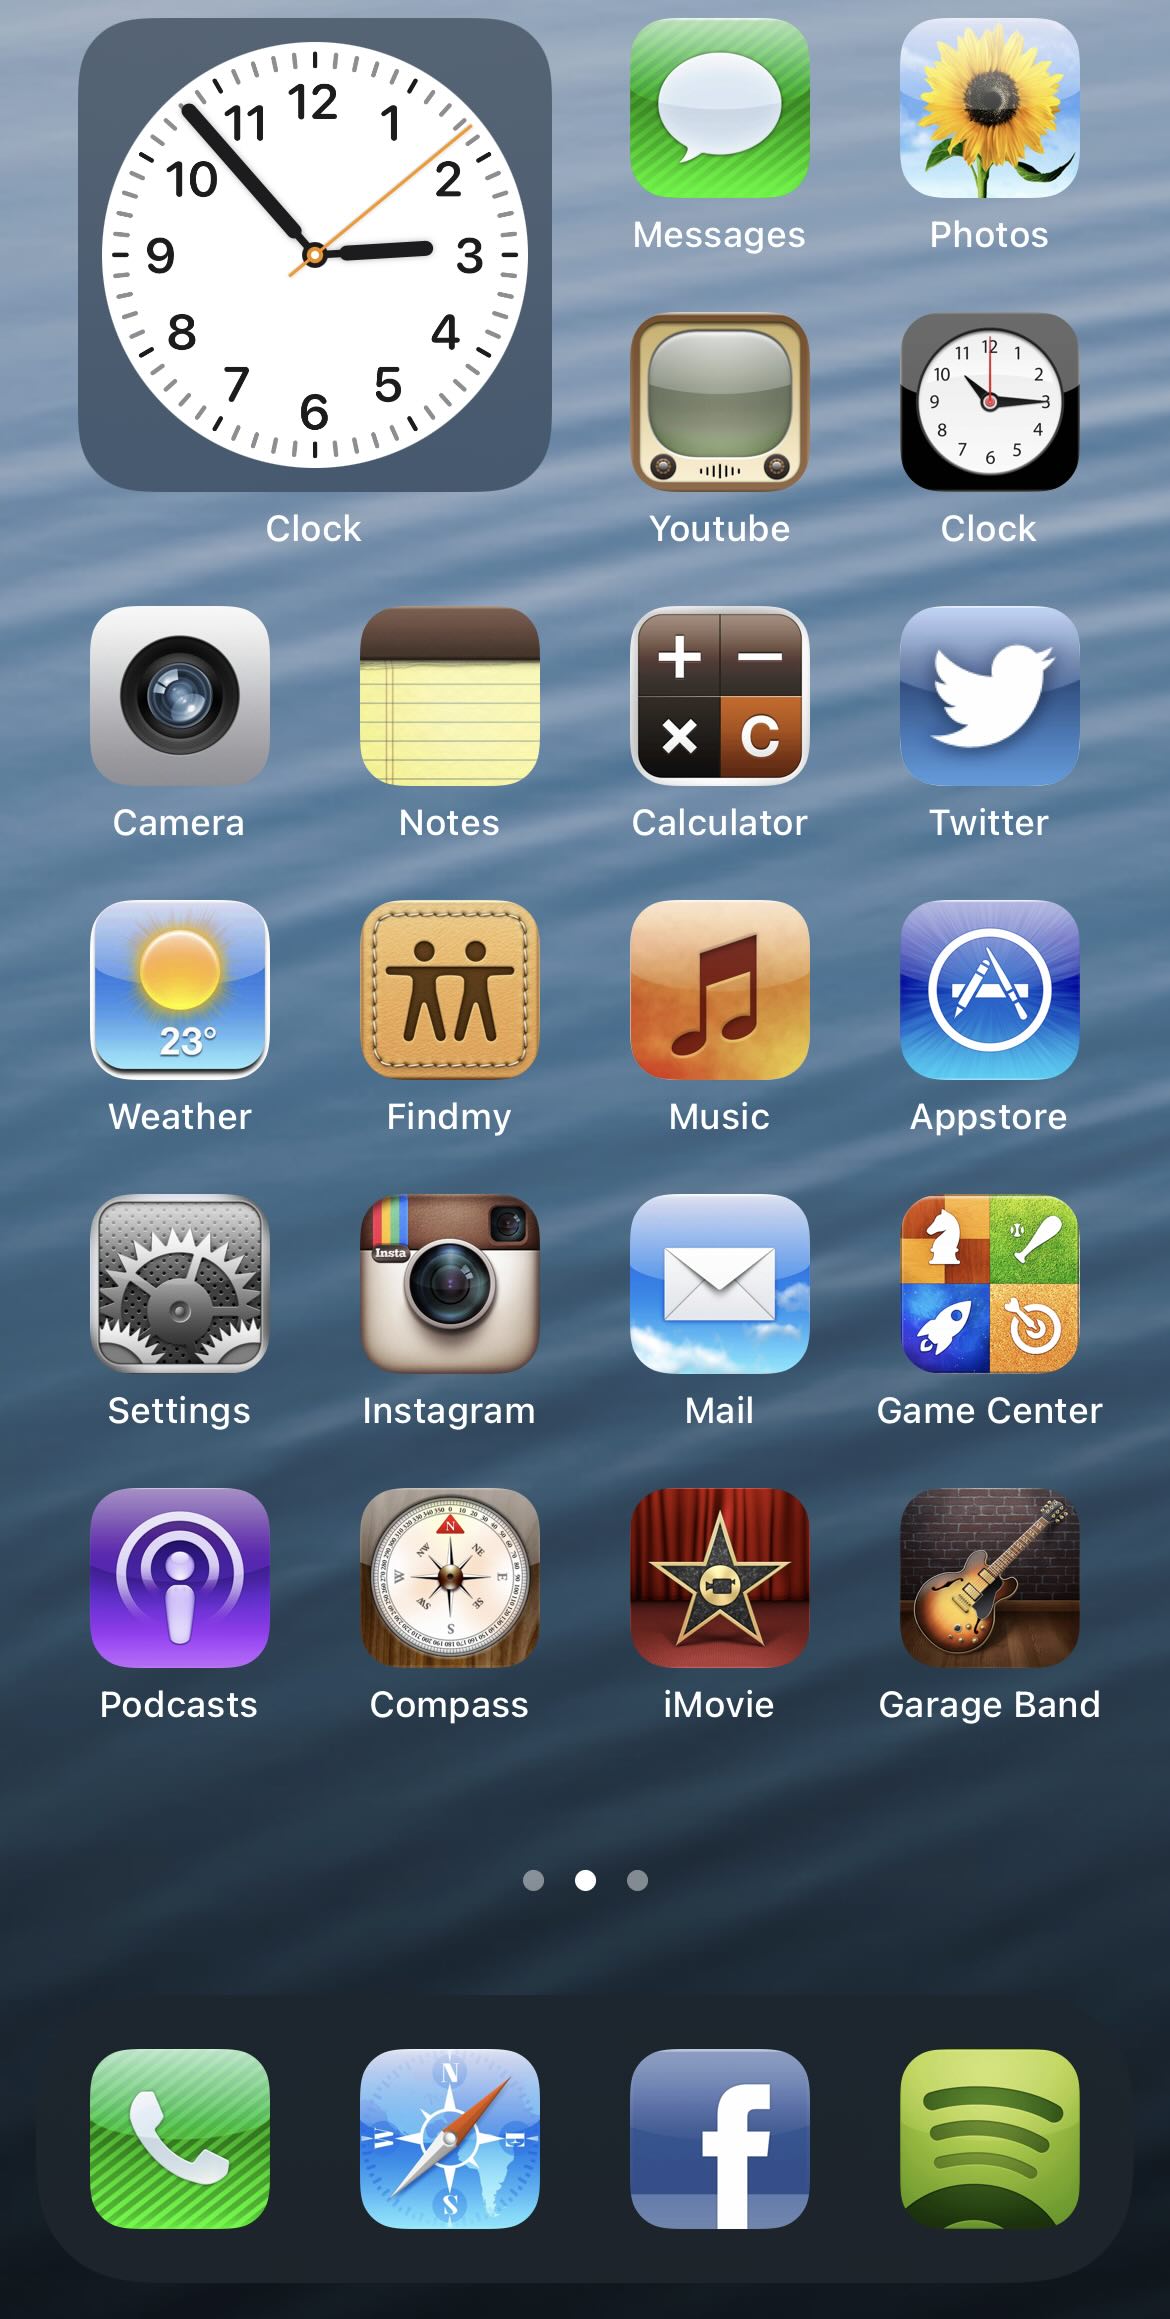 12
11 1
10 2
9 3
8 4
7 5
6
Clock
Messages
Photos
Youtube
12
11 1
10 2
9 3
8 4
7 5
6
Clock
Camera
Notes
+ −
× C
Calculator
Twitter
23°
Weather
Findmy
Music
Appstore
Settings
Insta
Instagram
Mail
Game Center
Podcasts
N
NW NE
W E
SW SE
S
Compass
iMovie
Garage Band
N
W E
S
f